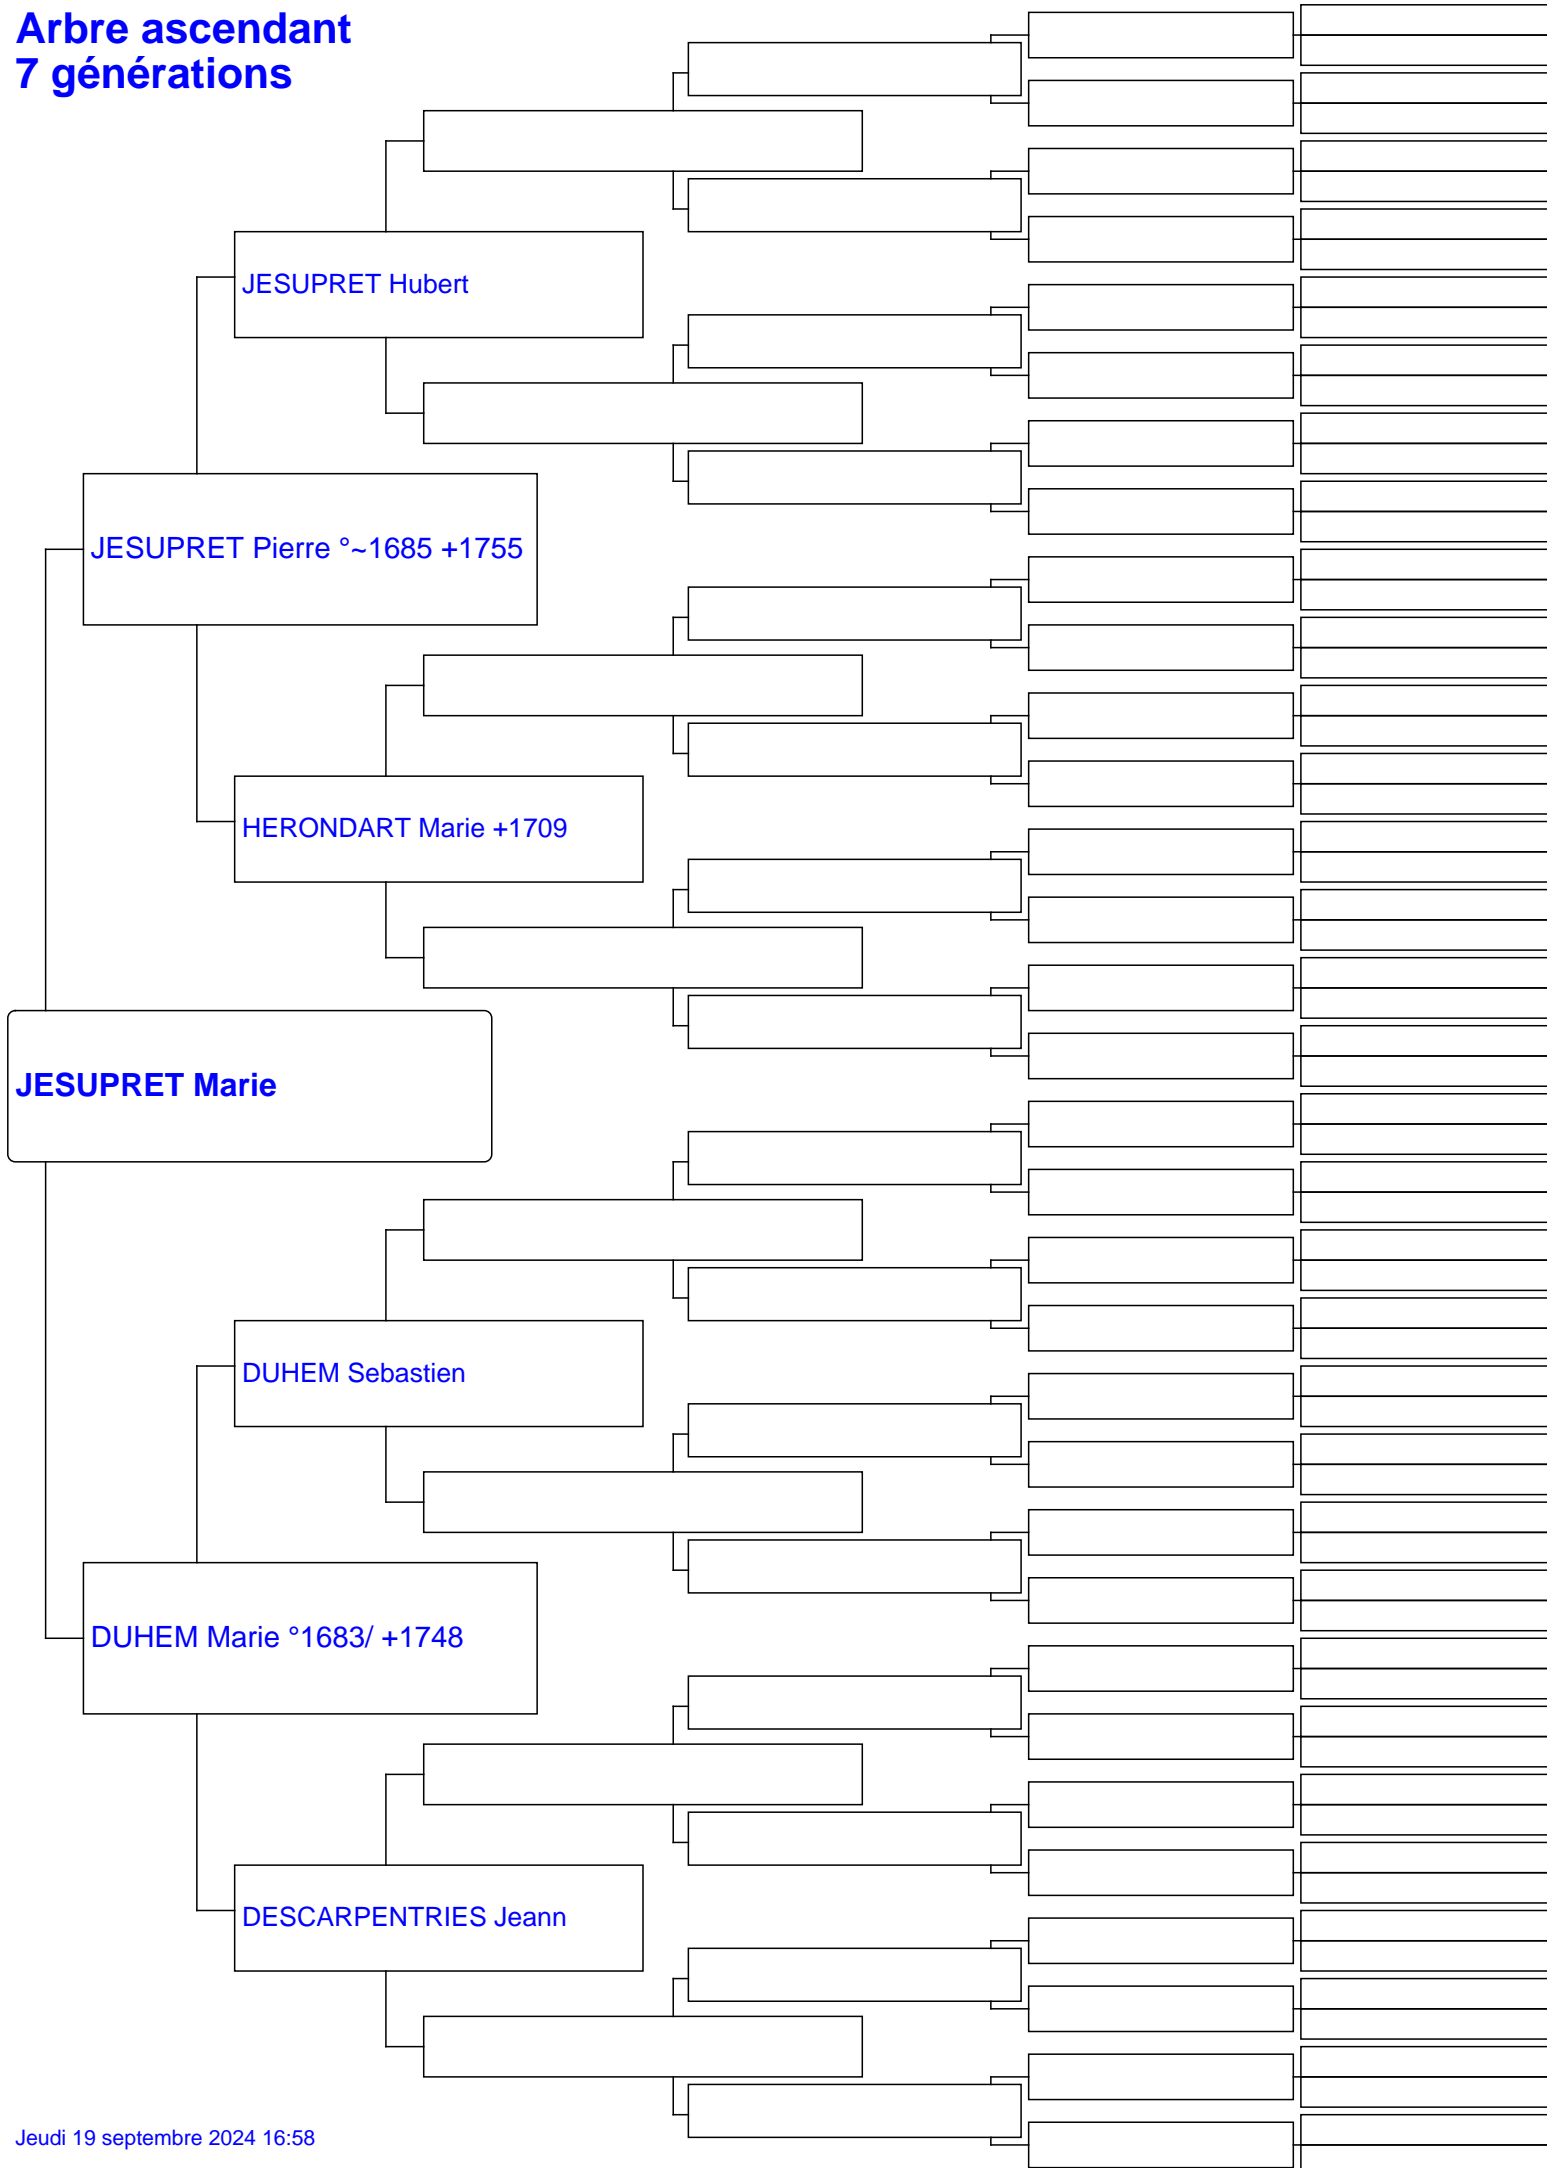 Arbre ascendant
7 générations
JESUPRET Hubert
JESUPRET Pierre °~1685 +1755
HERONDART Marie +1709
JESUPRET Marie
DUHEM Sebastien
DUHEM Marie °1683/ +1748
DESCARPENTRIES Jeann
Jeudi 19 septembre 2024 16:58